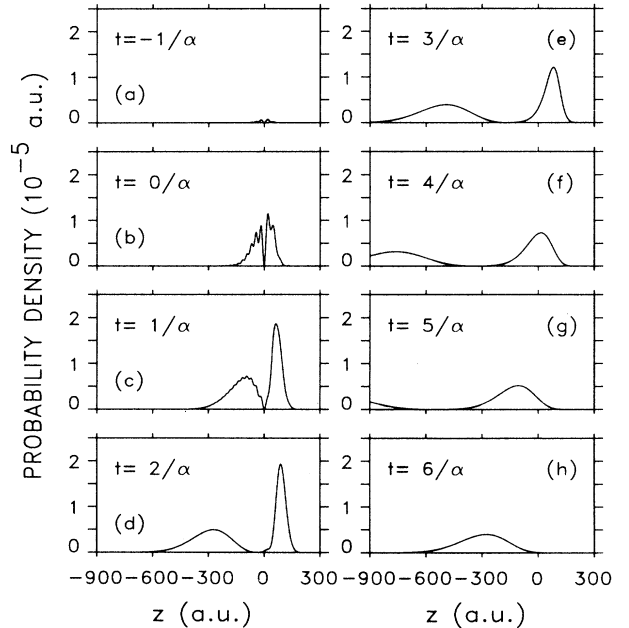 PROBABILITY DENSITY (10⁻⁵ a.u.)
2
1
0
t=−1/α
(a)
2
1
0
t= 0/α
(b)
2
1
0
t= 1/α
(c)
2
1
0
t= 2/α
(d)
−900 −600 −300 0 300
z (a.u.)
2
1
0
t= 3/α (e)
2
1
0
t= 4/α (f)
2
1
0
t= 5/α (g)
2
1
0
t= 6/α (h)
−900 −600 −300 0 300
z (a.u.)